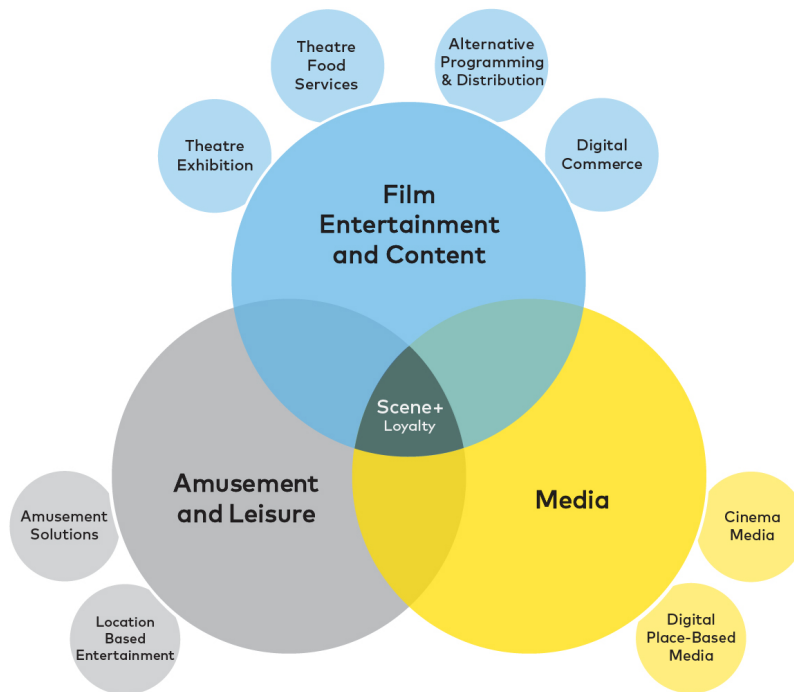 Theatre
Food
Services
Alternative
Programming
& Distribution
Theatre
Exhibition
Digital
Commerce
Film
Entertainment
and Content
Scene+
Loyalty
Amusement
and Leisure
Media
Amusement
Solutions
Cinema
Media
Location
Based
Entertainment
Digital
Place-Based
Media